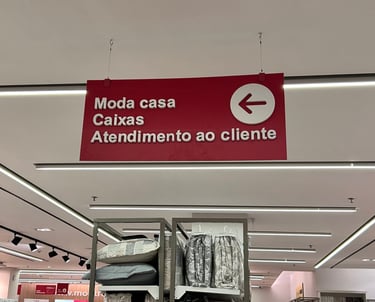 Moda casa
Caixas
Atendimento ao cliente